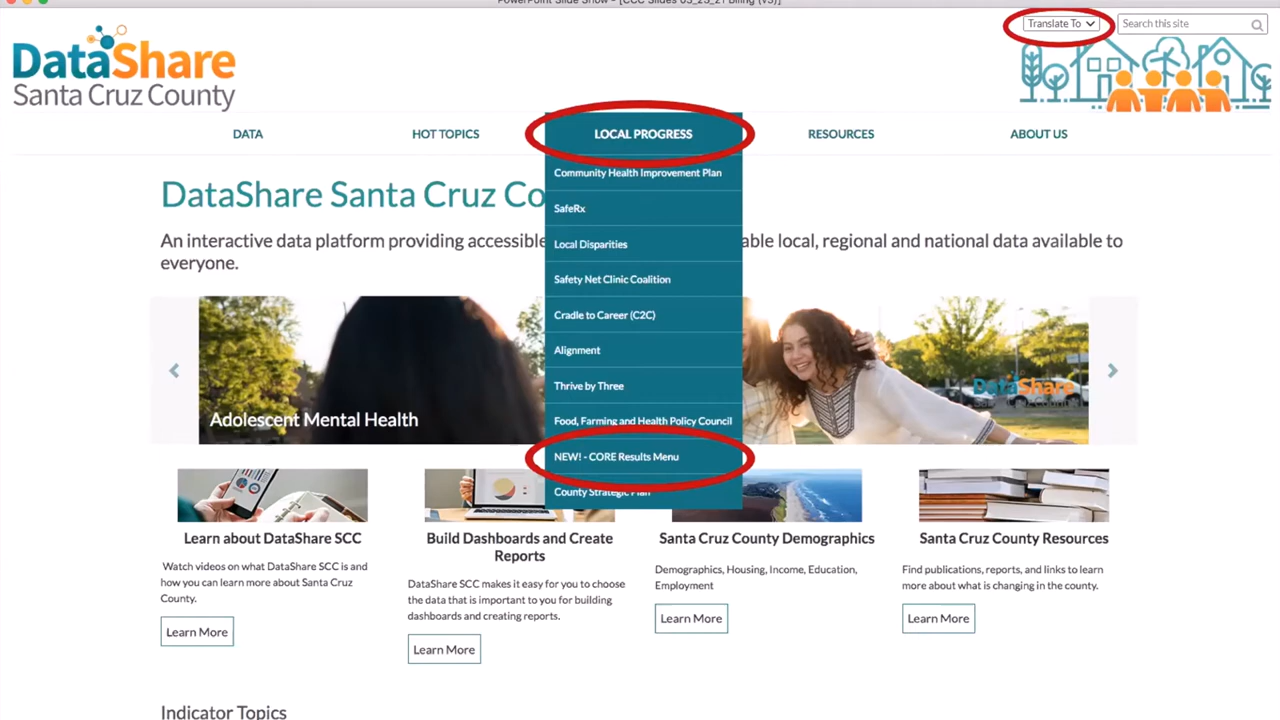 PowerPoint Slide Show - [CCC Slides 03_23_21 Biling (v3)]
Translate To
Search this site
DataShare
Santa Cruz County
DATA
HOT TOPICS
LOCAL PROGRESS
RESOURCES
ABOUT US
Community Health Improvement Plan
SafeRx
Local Disparities
Safety Net Clinic Coalition
Cradle to Career (C2C)
Alignment
Thrive by Three
Food, Farming and Health Policy Council
NEW! - CORE Results Menu
County Strategic Plan
DataShare Santa Cruz Co
An interactive data platform providing accessible able local, regional and national data available to
everyone.
Adolescent Mental Health
DataShare
Learn about DataShare SCC
Watch videos on what DataShare SCC is and
how you can learn more about Santa Cruz
County.
Learn More
Build Dashboards and Create
Reports
DataShare SCC makes it easy for you to choose
the data that is important to you for building
dashboards and creating reports.
Learn More
Santa Cruz County Demographics
Demographics, Housing, Income, Education,
Employment
Learn More
Santa Cruz County Resources
Find publications, reports, and links to learn
more about what is changing in the county.
Learn More
Indicator Topics